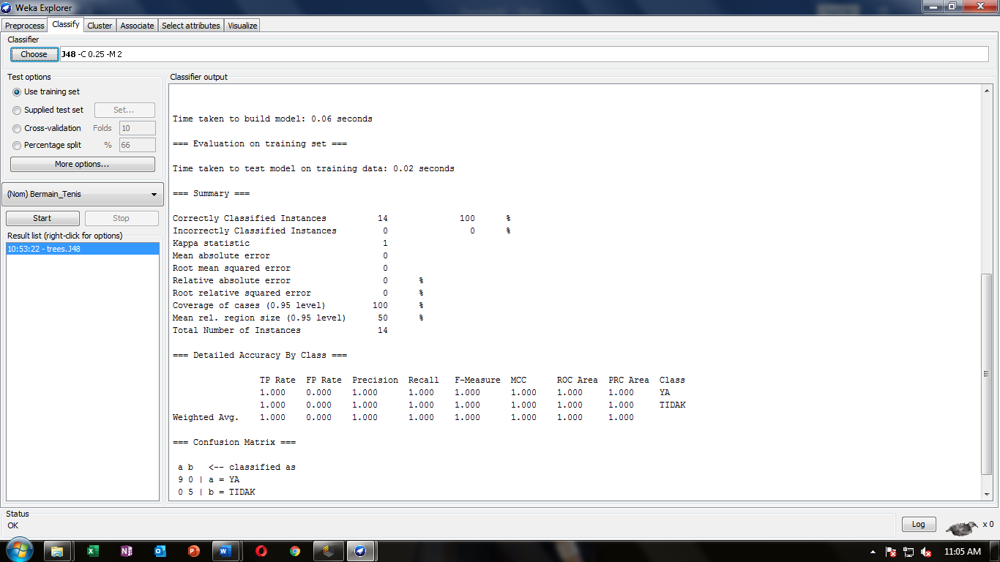 Weka Explorer
Preprocess Classify Cluster Associate Select attributes Visualize
Classifier
Choose J48 -C 0.25 -M 2
Test options
Use training set
Supplied test set Set...
Cross-validation Folds 10
Percentage split % 66
More options...
(Nom) Bermain_Tenis
Start Stop
Result list (right-click for options)
10:53:22 - trees.J48
Classifier output
Time taken to build model: 0.06 seconds
=== Evaluation on training set ===
Time taken to test model on training data: 0.02 seconds
=== Summary ===
Correctly Classified Instances 14 100 %
Incorrectly Classified Instances 0 0 %
Kappa statistic 1
Mean absolute error 0
Root mean squared error 0
Relative absolute error 0 %
Root relative squared error 0 %
Coverage of cases (0.95 level) 100 %
Mean rel. region size (0.95 level) 50 %
Total Number of Instances 14
=== Detailed Accuracy By Class ===
TP Rate FP Rate Precision Recall F-Measure MCC ROC Area PRC Area Class
1.000 0.000 1.000 1.000 1.000 1.000 1.000 1.000 YA
1.000 0.000 1.000 1.000 1.000 1.000 1.000 1.000 TIDAK
Weighted Avg. 1.000 0.000 1.000 1.000 1.000 1.000 1.000 1.000
=== Confusion Matrix ===
a b <-- classified as
9 0 | a = YA
0 5 | b = TIDAK
Status
OK
Log
x 0
11:05 AM